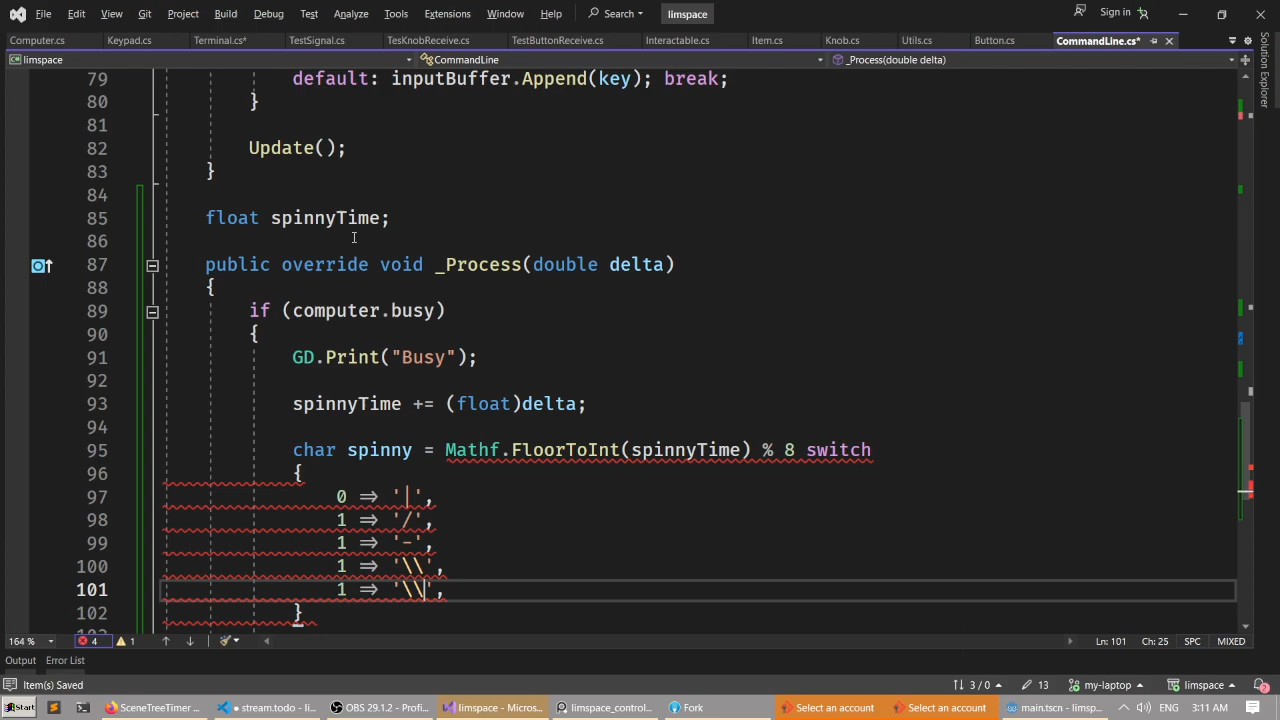 File Edit View Git Project Build Debug Test Analyze Tools Extensions Window Help Search limspace Sign in
Computer.cs Keypad.cs Terminal.cs* TestSignal.cs TesKnobReceive.cs TestButtonReceive.cs Interactable.cs Item.cs Knob.cs Utils.cs Button.cs CommandLine.cs*
limspace CommandLine _Process(double delta)
Solution Explorer
79 default: inputBuffer.Append(key); break;
80 }
81
82 Update();
83 }
84
85 float spinnyTime;
86
87 public override void _Process(double delta)
88 {
89 if (computer.busy)
90 {
91 GD.Print("Busy");
92
93 spinnyTime += (float)delta;
94
95 char spinny = Mathf.FloorToInt(spinnyTime) % 8 switch
96 {
97 0 => '|',
98 1 => '/',
99 1 => '-',
100 1 => '\\',
101 1 => '\\',
102 }
164 % 4 1 Ln: 101 Ch: 25 SPC MIXED
Output Error List
Item(s) Saved 3 / 0 13 my-laptop limspace 2
Start SceneTreeTimer ... stream.todo - li... OBS 29.1.2 - Profi... limspace - Micros... limspace_control... Fork Select an account Select an account main.tscn - limsp... ENG 3:11 AM